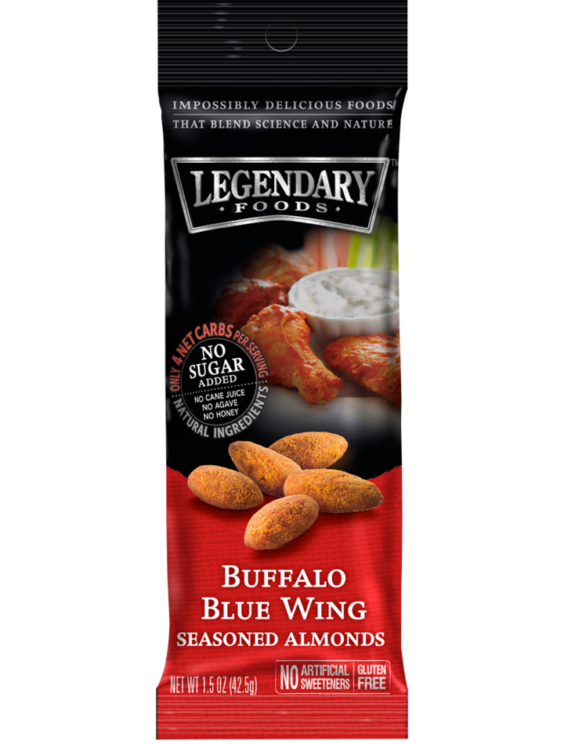 IMPOSSIBLY DELICIOUS FOODS
THAT BLEND SCIENCE AND NATURE
LEGENDARY™
• FOODS •
ONLY 4 NET CARBS PER SERVING
NO
SUGAR
ADDED
NO CANE JUICE
NO AGAVE
NO HONEY
NATURAL INGREDIENTS
BUFFALO
BLUE WING
SEASONED ALMONDS
NET WT 1.5 OZ (42.5g)
NO ARTIFICIAL SWEETENERS
GLUTEN FREE